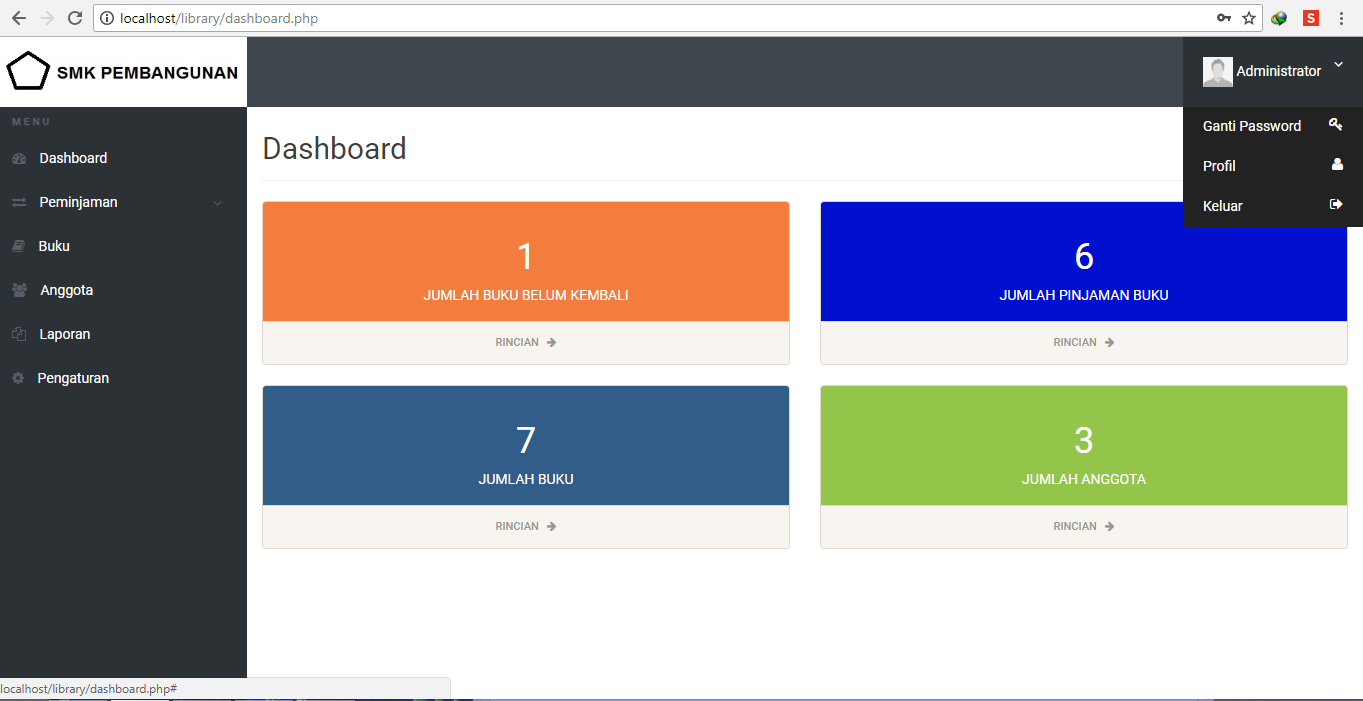 localhost/library/dashboard.php
S
SMK PEMBANGUNAN
Administrator
MENU
Dashboard
Peminjaman
Buku
Anggota
Laporan
Pengaturan
Ganti Password
Profil
Keluar
Dashboard
1
JUMLAH BUKU BELUM KEMBALI
RINCIAN
6
JUMLAH PINJAMAN BUKU
RINCIAN
7
JUMLAH BUKU
RINCIAN
3
JUMLAH ANGGOTA
RINCIAN
localhost/library/dashboard.php#